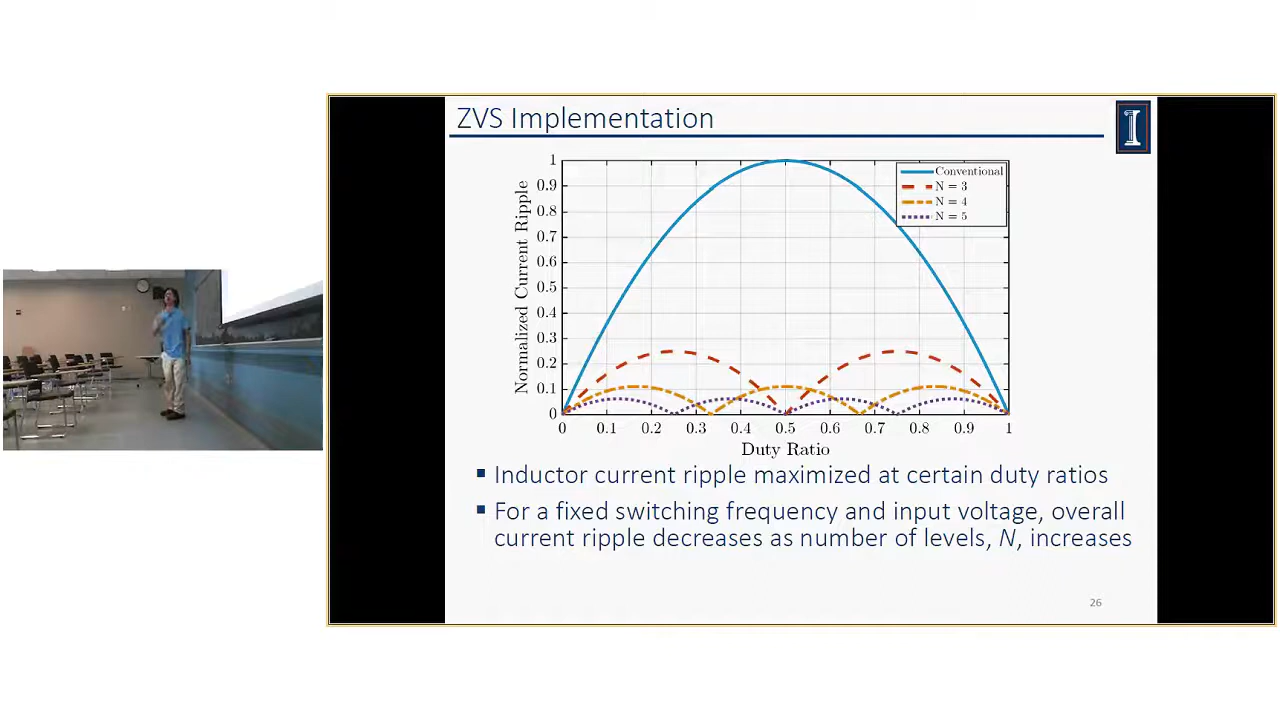 ZVS Implementation
I
1
0.9
0.8
0.7
0.6
0.5
0.4
0.3
0.2
0.1
0
Normalized Current Ripple
Conventional
N = 3
N = 4
N = 5
0 0.1 0.2 0.3 0.4 0.5 0.6 0.7 0.8 0.9 1
Duty Ratio
▪ Inductor current ripple maximized at certain duty ratios
▪ For a fixed switching frequency and input voltage, overall
current ripple decreases as number of levels, N, increases
26